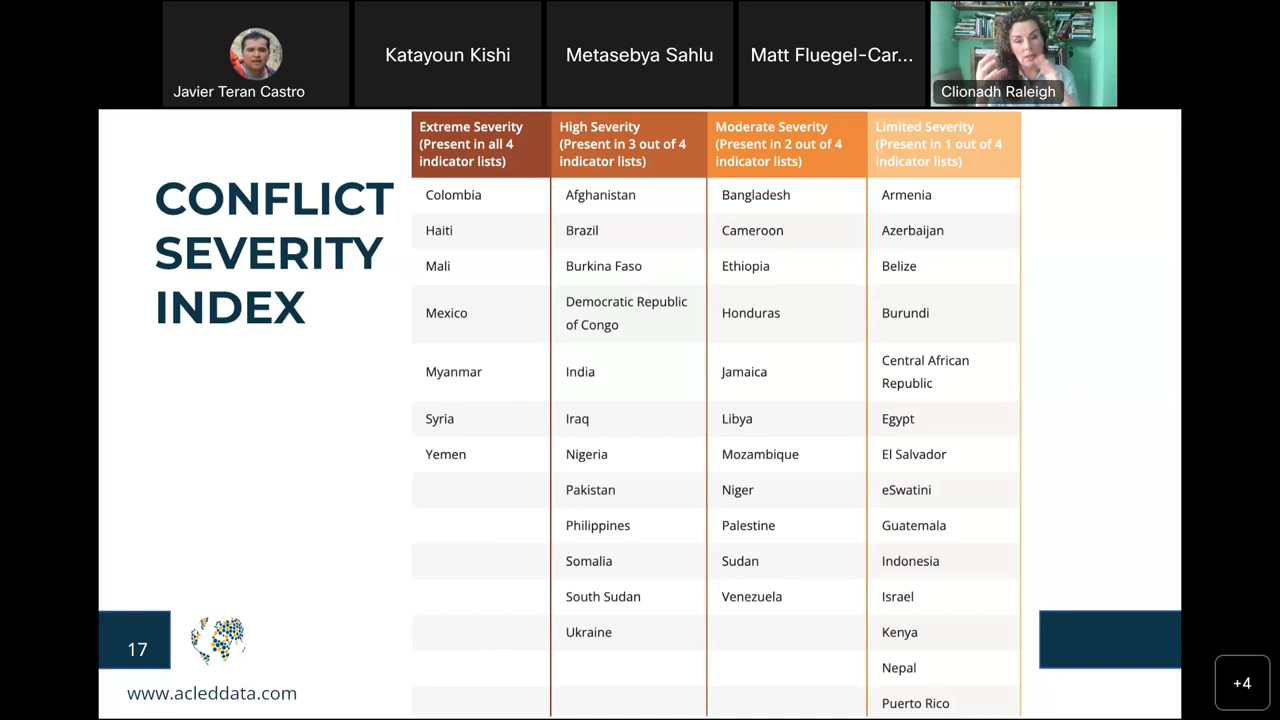 Javier Teran Castro
Katayoun Kishi
Metasebya Sahlu
Matt Fluegel-Car...
Clionadh Raleigh
CONFLICT
SEVERITY
INDEX
Extreme Severity
(Present in all 4
indicator lists)
High Severity
(Present in 3 out of 4
indicator lists)
Moderate Severity
(Present in 2 out of 4
indicator lists)
Limited Severity
(Present in 1 out of 4
indicator lists)
Colombia
Afghanistan
Bangladesh
Armenia
Haiti
Brazil
Cameroon
Azerbaijan
Mali
Burkina Faso
Ethiopia
Belize
Mexico
Democratic Republic
of Congo
Honduras
Burundi
Myanmar
India
Jamaica
Central African
Republic
Syria
Iraq
Libya
Egypt
Yemen
Nigeria
Mozambique
El Salvador
Pakistan
Niger
eSwatini
Philippines
Palestine
Guatemala
Somalia
Sudan
Indonesia
South Sudan
Venezuela
Israel
Ukraine
Kenya
Nepal
Puerto Rico
17
www.acleddata.com
+4